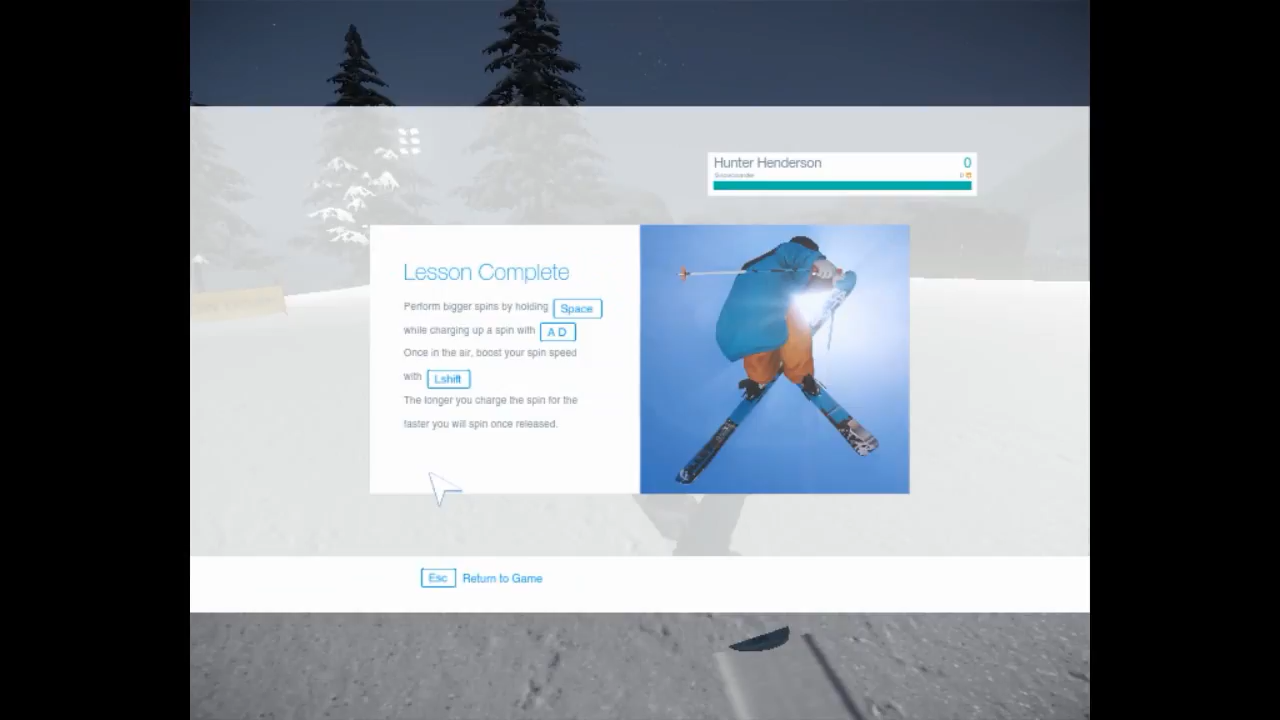 Hunter Henderson 0
Snowboarder 0
Lesson Complete
Perform bigger spins by holding Space
while charging up a spin with A D
Once in the air, boost your spin speed
with Lshift
The longer you charge the spin for the
faster you will spin once released.
Esc Return to Game